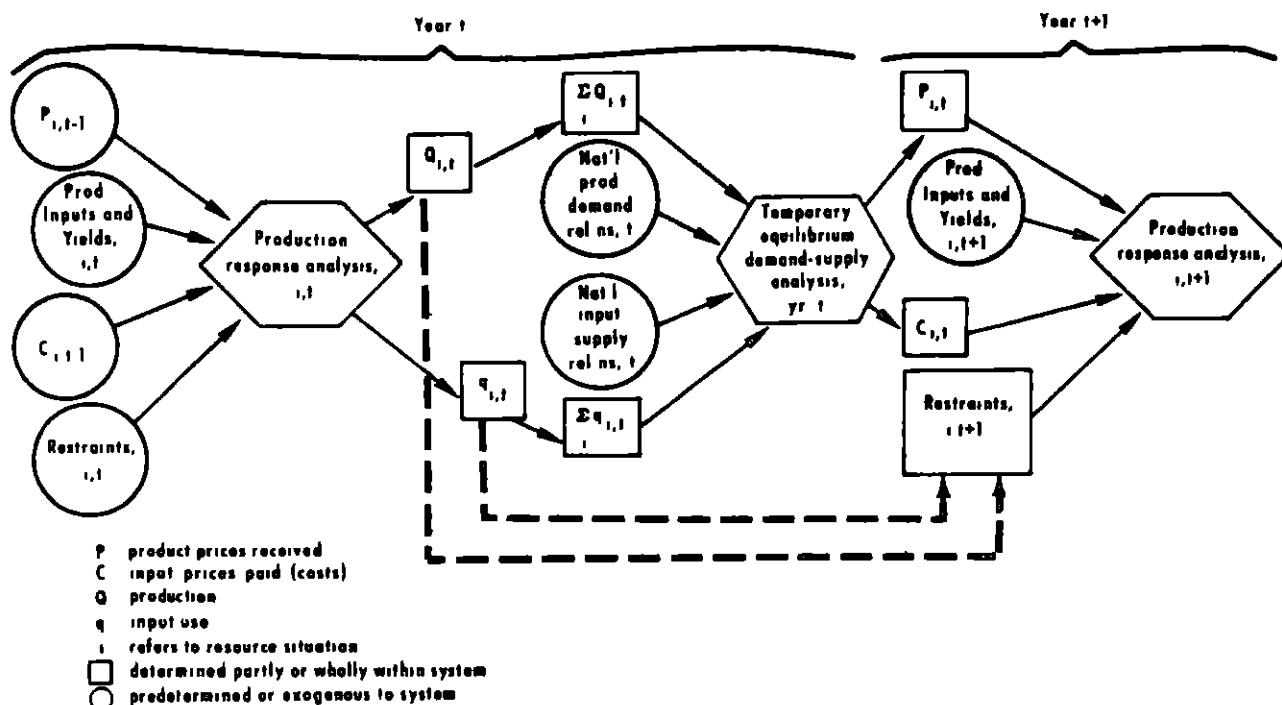 Year t
Year t+1
P i,t-1
Prod
Inputs and
Yields,
i,t
C i,t-1
Restraints,
i,t
Production
response analysis,
i,t
Q i,t
q i,t
Σ Q i,t
i
Nat'l
prod
demand
rel ns, t
Nat'l
input
supply
rel ns, t
Σ q i,t
i
Temporary
equilibrium
demand-supply
analysis,
yr t
P i,t
Prod
Inputs and
Yields,
i,t+1
C i,t
Restraints,
i t+1
Production
response analysis,
i,t+1
P product prices received
C input prices paid (costs)
Q production
q input use
i refers to resource situation
determined partly or wholly within system
predetermined or exogenous to system